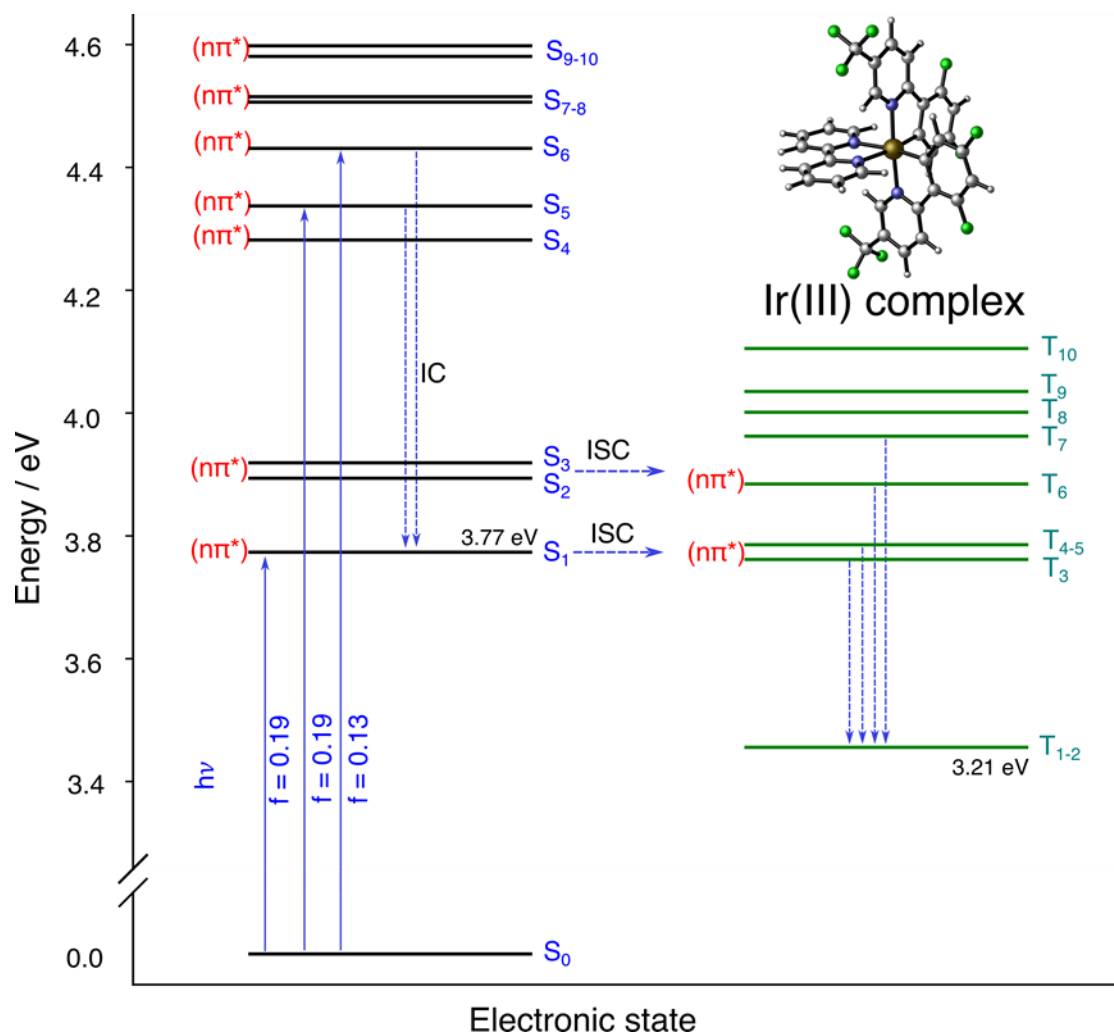 4.6
4.4
4.2
4.0
3.8
3.6
3.4
0.0
Energy / eV
Electronic state
(nπ*)
S9-10
(nπ*)
S7-8
(nπ*)
S6
(nπ*)
S5
(nπ*)
S4
IC
(nπ*)
S3
S2
ISC
(nπ*)
3.77 eV
S1
ISC
hν
f = 0.19
f = 0.19
f = 0.13
S0
Ir(III) complex
T10
T9
T8
T7
(nπ*)
T6
(nπ*)
T4-5
T3
T1-2
3.21 eV